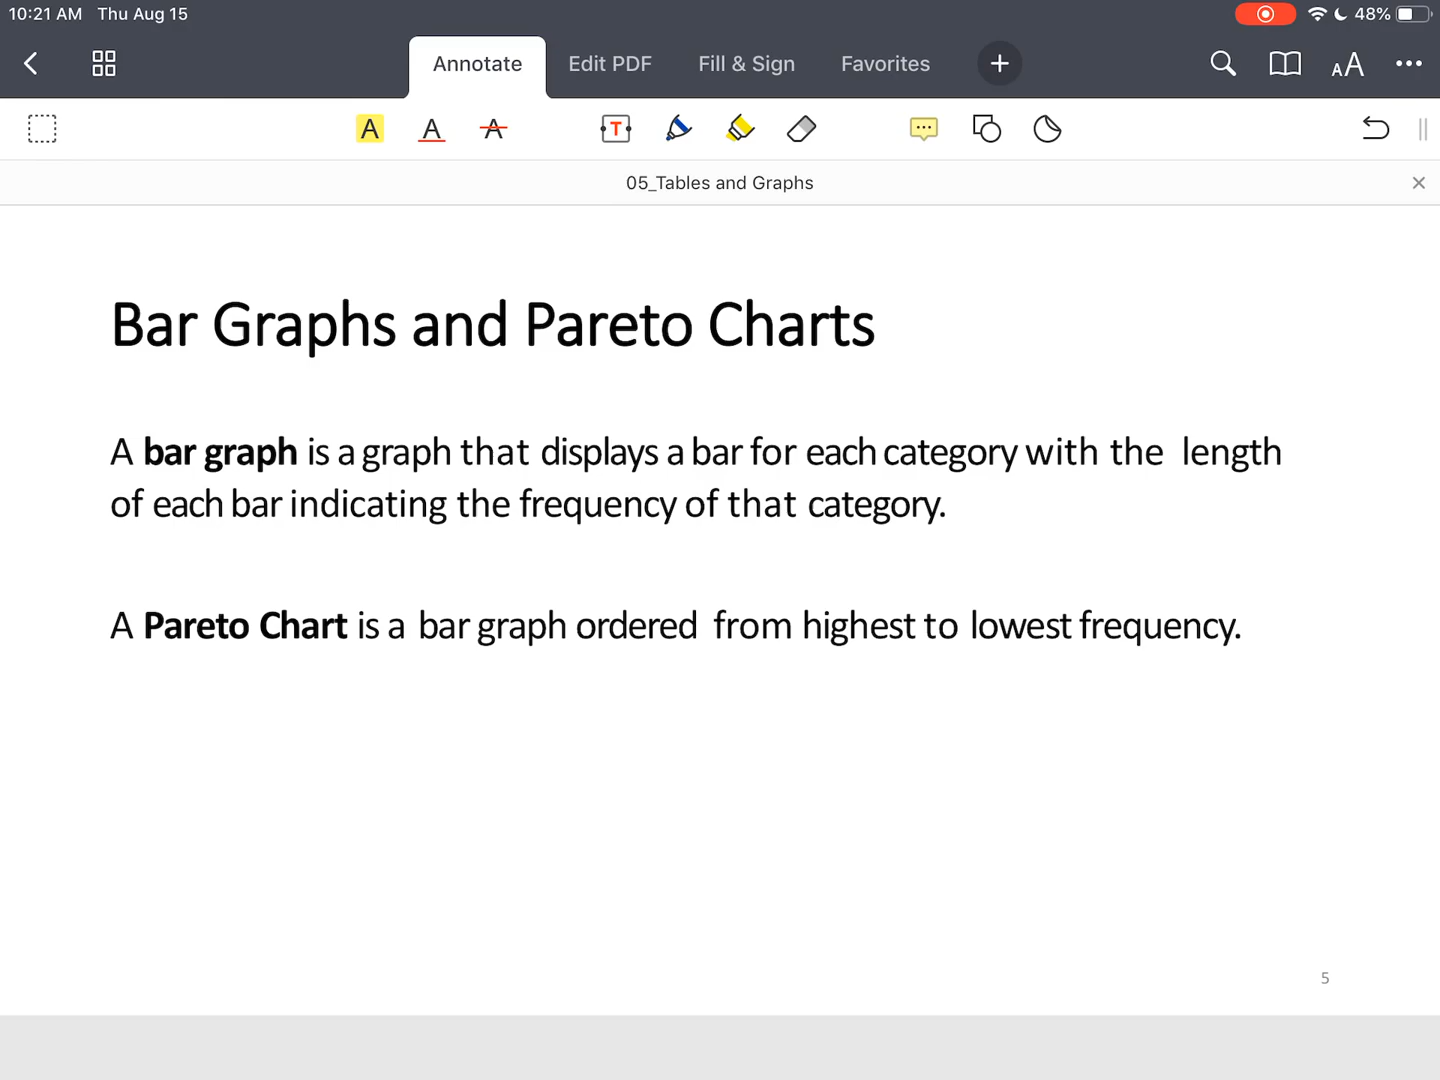 10:21 AM Thu Aug 15
48%
Annotate Edit PDF Fill & Sign Favorites
AA
A A A T
05_Tables and Graphs
Bar Graphs and Pareto Charts
A bar graph is a graph that displays a bar for each category with the length
of each bar indicating the frequency of that category.
A Pareto Chart is a bar graph ordered from highest to lowest frequency.
5